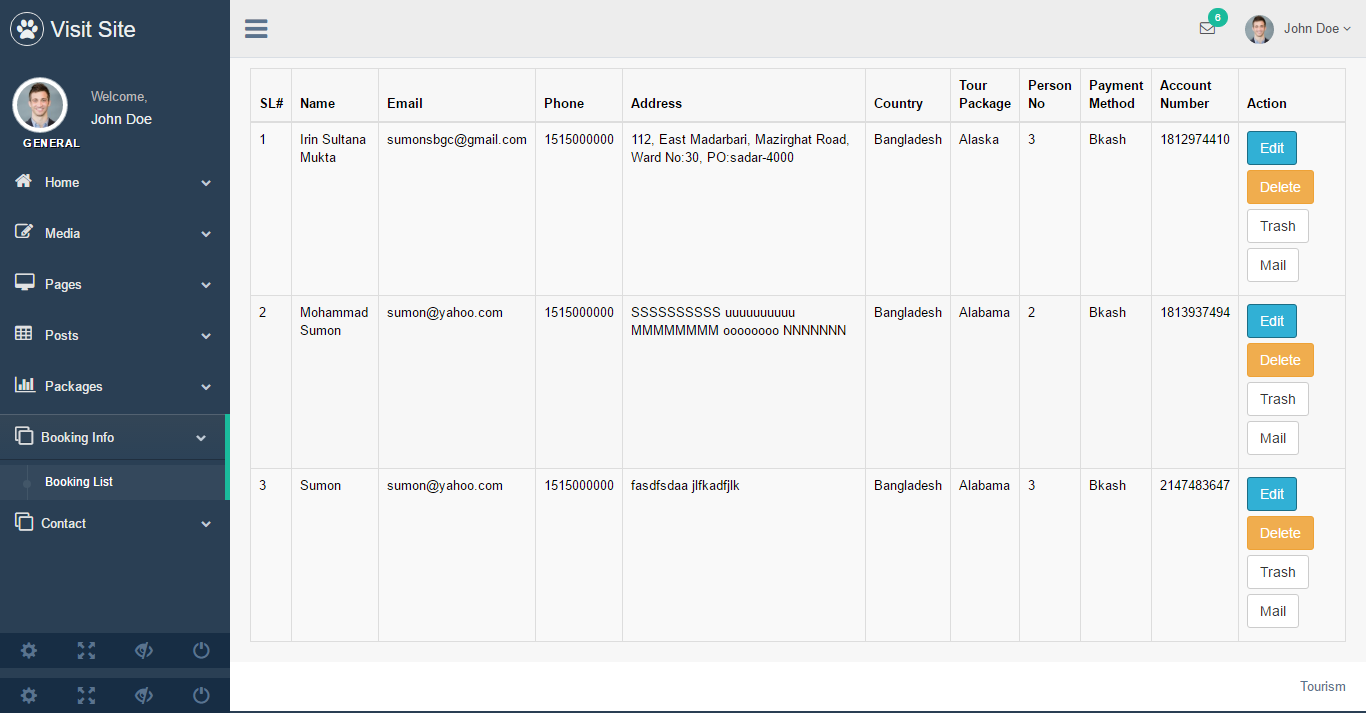 Visit Site
Welcome,
John Doe
GENERAL
Home
Media
Pages
Posts
Packages
Booking Info
Booking List
Contact
6
John Doe
SL# Name Email Phone Address Country Tour Package Person No Payment Method Account Number Action
1 Irin Sultana Mukta sumonsbgc@gmail.com 1515000000 112, East Madarbari, Mazirghat Road, Ward No:30, PO:sadar-4000 Bangladesh Alaska 3 Bkash 1812974410 Edit
Delete
Trash
Mail
2 Mohammad Sumon sumon@yahoo.com 1515000000 SSSSSSSSSS uuuuuuuuuu MMMMMMMM oooooooo NNNNNNN Bangladesh Alabama 2 Bkash 1813937494 Edit
Delete
Trash
Mail
3 Sumon sumon@yahoo.com 1515000000 fasdfsdaa jlfkadfjlk Bangladesh Alabama 3 Bkash 2147483647 Edit
Delete
Trash
Mail
Tourism